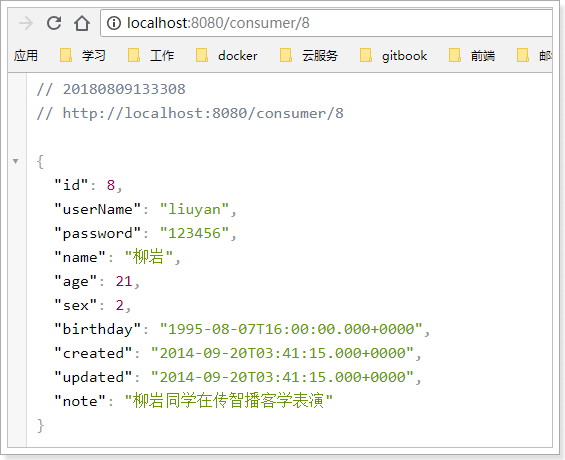 localhost:8080/consumer/8
应用 学习 工作 docker 云服务 gitbook 前端
// 20180809133308
// http://localhost:8080/consumer/8
{
"id": 8,
"userName": "liuyan",
"password": "123456",
"name": "柳岩",
"age": 21,
"sex": 2,
"birthday": "1995-08-07T16:00:00.000+0000",
"created": "2014-09-20T03:41:15.000+0000",
"updated": "2014-09-20T03:41:15.000+0000",
"note": "柳岩同学在传智播客学表演"
}